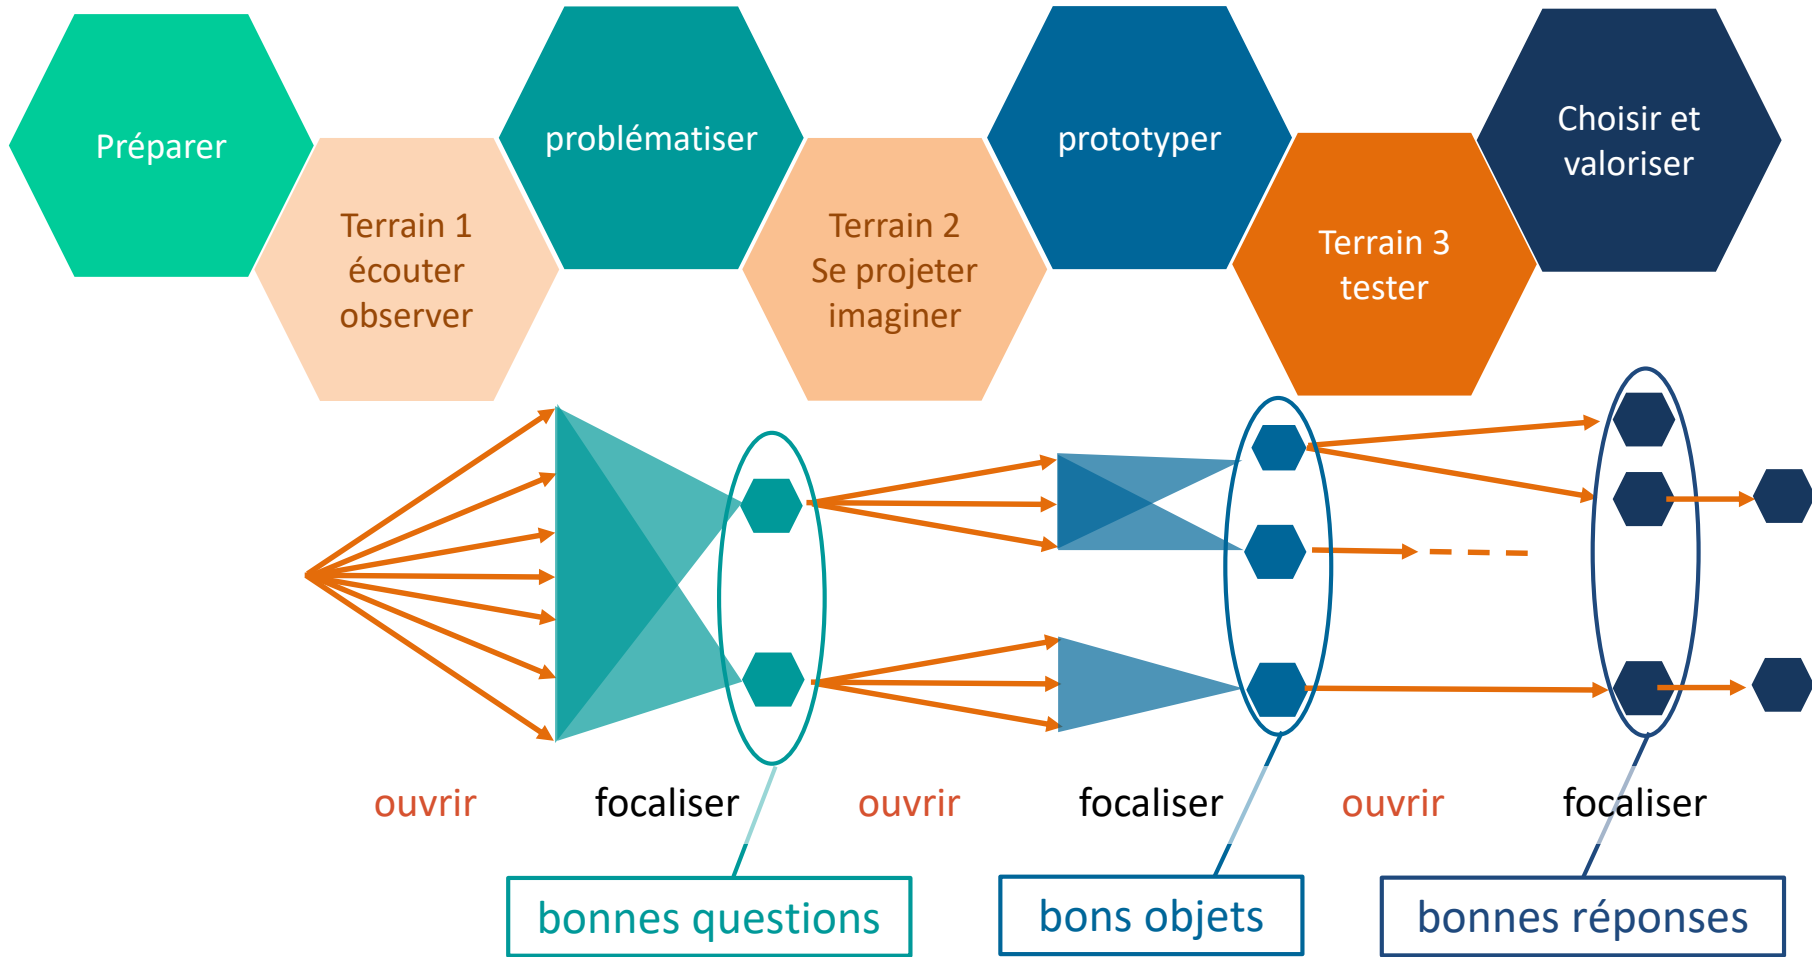 Préparer
Terrain 1
écouter
observer
problématiser
Terrain 2
Se projeter
imaginer
prototyper
Terrain 3
tester
Choisir et
valoriser
ouvrir
focaliser
ouvrir
focaliser
ouvrir
focaliser
bonnes questions
bons objets
bonnes réponses